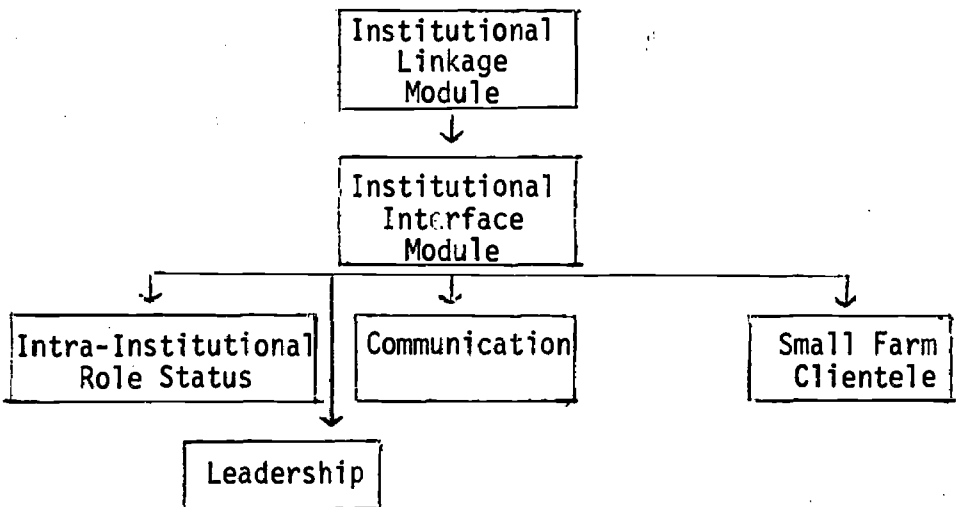 Institutional
Linkage
Module
Institutional
Interface
Module
Intra-Institutional
Role Status
Communication
Small Farm
Clientele
Leadership